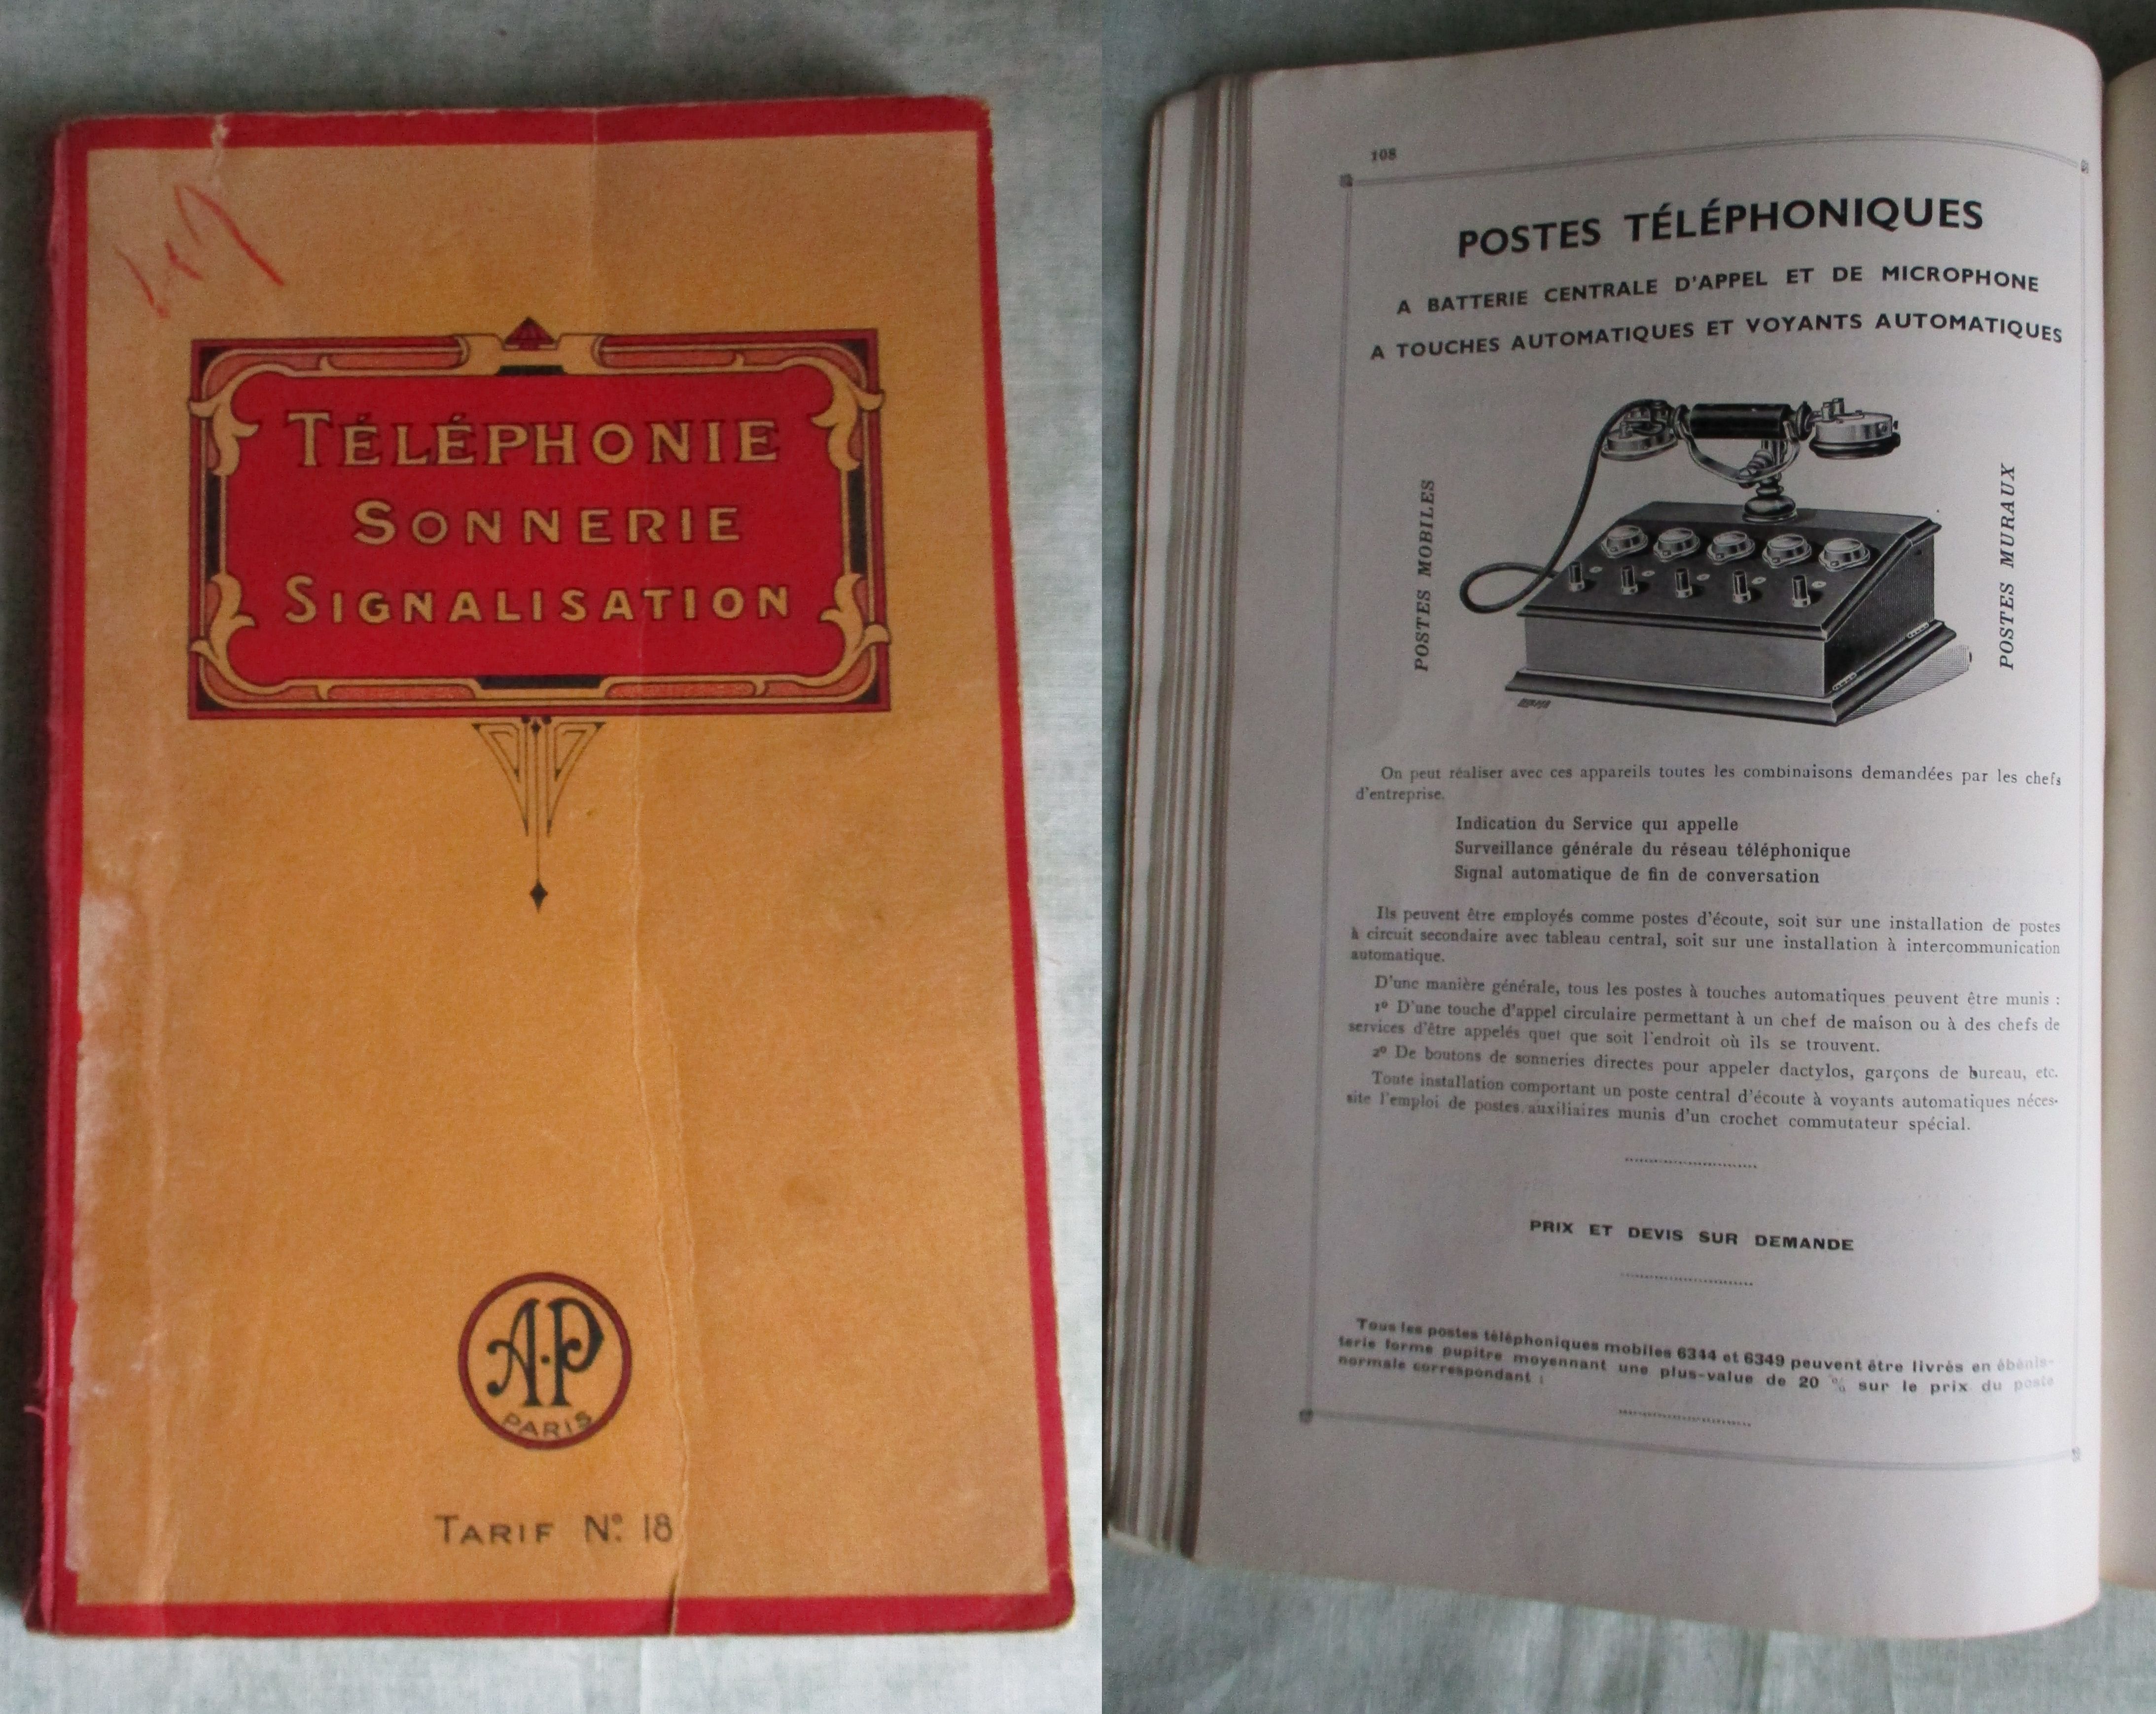 TÉLÉPHONIE
SONNERIE
SIGNALISATION
A·P
PARIS
TARIF No. 18
108
POSTES TÉLÉPHONIQUES
A BATTERIE CENTRALE D'APPEL ET DE MICROPHONE
A TOUCHES AUTOMATIQUES ET VOYANTS AUTOMATIQUES
POSTES MOBILES
POSTES MURAUX
On peut réaliser avec ces appareils toutes les combinaisons demandées par les chefs
d'entreprise.
Indication du Service qui appelle
Surveillance générale du réseau téléphonique
Signal automatique de fin de conversation
Ils peuvent être employés comme postes d'écoute, soit sur une installation de postes
à circuit secondaire avec tableau central, soit sur une installation à intercommunication
automatique.
D'une manière générale, tous les postes à touches automatiques peuvent être munis :
1º D'une touche d'appel circulaire permettant à un chef de maison ou à des chefs de
services d'être appelés quel que soit l'endroit où ils se trouvent.
2º De boutons de sonneries directes pour appeler dactylos, garçons de bureau, etc.
Toute installation comportant un poste central d'écoute à voyants automatiques néces-
site l'emploi de postes auxiliaires munis d'un crochet commutateur spécial.
PRIX ET DEVIS SUR DEMANDE
Tous les postes téléphoniques mobiles 6344 et 6349 peuvent être livrés en ébénis-
terie forme pupitre moyennant une plus-value de 20 % sur le prix du poste
normale correspondant :